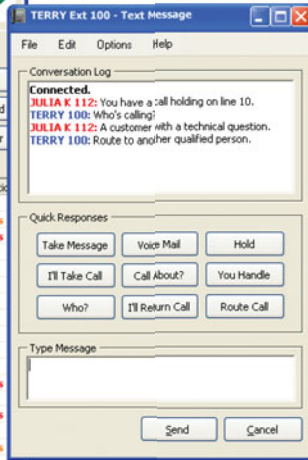 TERRY Ext 100 - Text Message
File Edit Options Help
Conversation Log
Connected.
JULIA K 112: You have a call holding on line 10.
TERRY 100: Who's calling?
JULIA K 112: A customer with a technical question.
TERRY 100: Route to another qualified person.
Quick Responses
Take Message Voice Mail Hold
I'll Take Call Call About? You Handle
Who? I'll Return Call Route Call
Type Message
Send Cancel